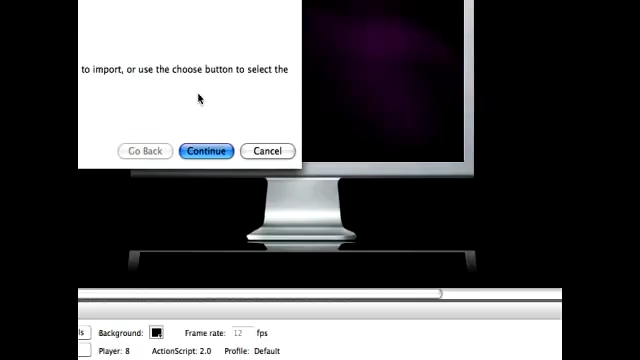 to import, or use the choose button to select the
Go Back Continue Cancel
ls Background: Frame rate: 12 fps
Player: 8 ActionScript: 2.0 Profile: Default